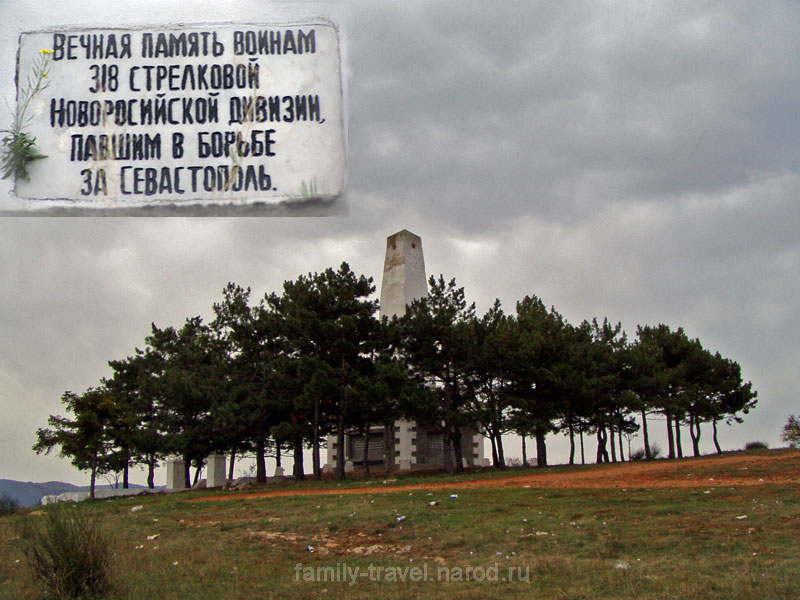 ВЕЧНАЯ ПАМЯТЬ ВОИНАМ
318 СТРЕЛКОВОЙ
НОВОРОСИЙСКОЙ ДИВИЗИИ,
ПАВШИМ В БОРЬБЕ
ЗА СЕВАСТОПОЛЬ.
family-travel.narod.ru